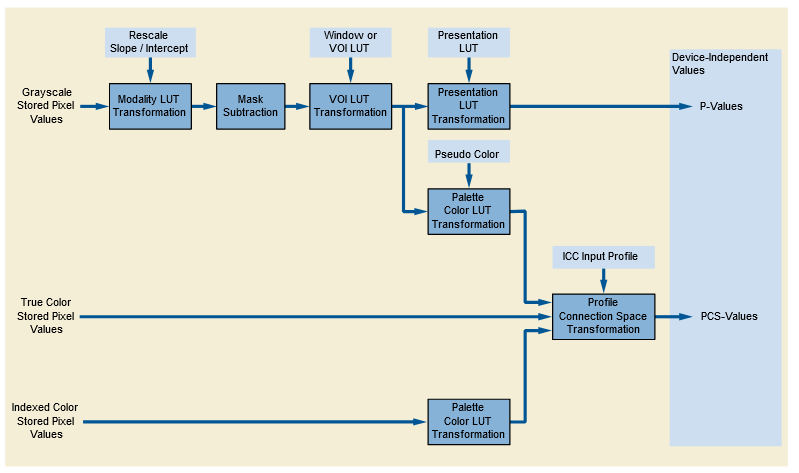 Rescale
Slope / Intercept
Window or
VOI LUT
Presentation
LUT
Device-Independent
Values
Grayscale
Stored Pixel
Values
Modality LUT
Transformation
Mask
Subtraction
VOI LUT
Transformation
Presentation
LUT
Transformation
P-Values
Pseudo Color
Palette
Color LUT
Transformation
ICC Input Profile
True Color
Stored Pixel
Values
Profile
Connection Space
Transformation
PCS-Values
Indexed Color
Stored Pixel
Values
Palette
Color LUT
Transformation